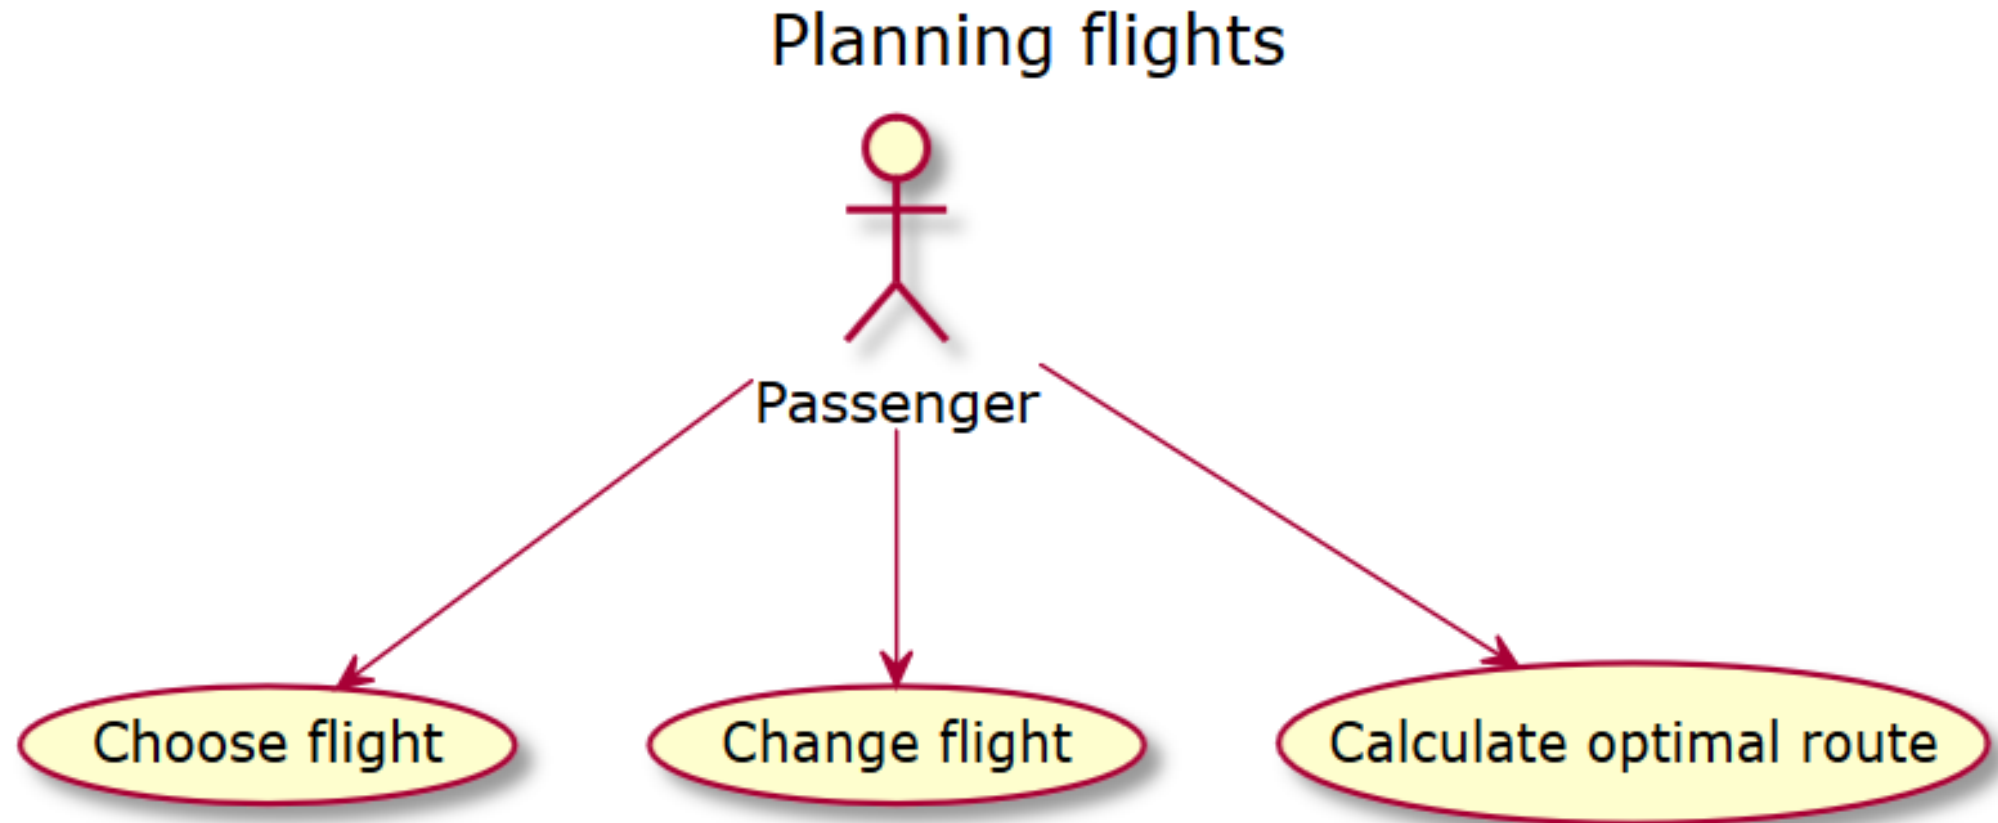 Planning flights
Passenger
Choose flight
Change flight
Calculate optimal route